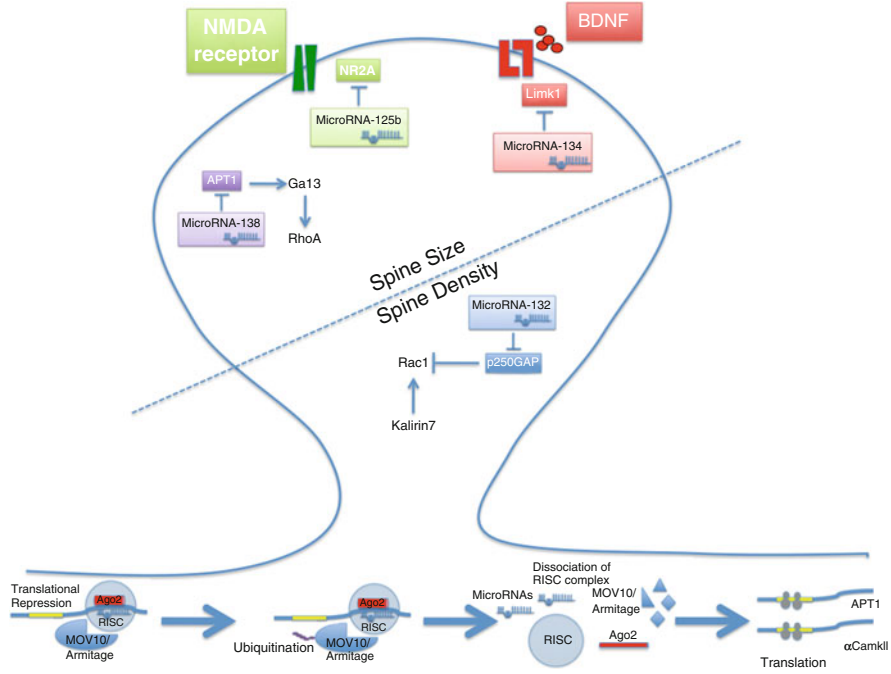 NMDA
receptor
BDNF
NR2A
MicroRNA-125b
Limk1
MicroRNA-134
APT1
Ga13
MicroRNA-138
RhoA
Spine Size
Spine Density
MicroRNA-132
Rac1
p250GAP
Kalirin7
Translational
Repression
Ago2
RISC
MOV10/
Armitage
Ago2
RISC
Ubiquitination
MOV10/
Armitage
Dissociation of
RISC complex
MicroRNAs
MOV10/
Armitage
RISC
Ago2
APT1
αCamkII
Translation